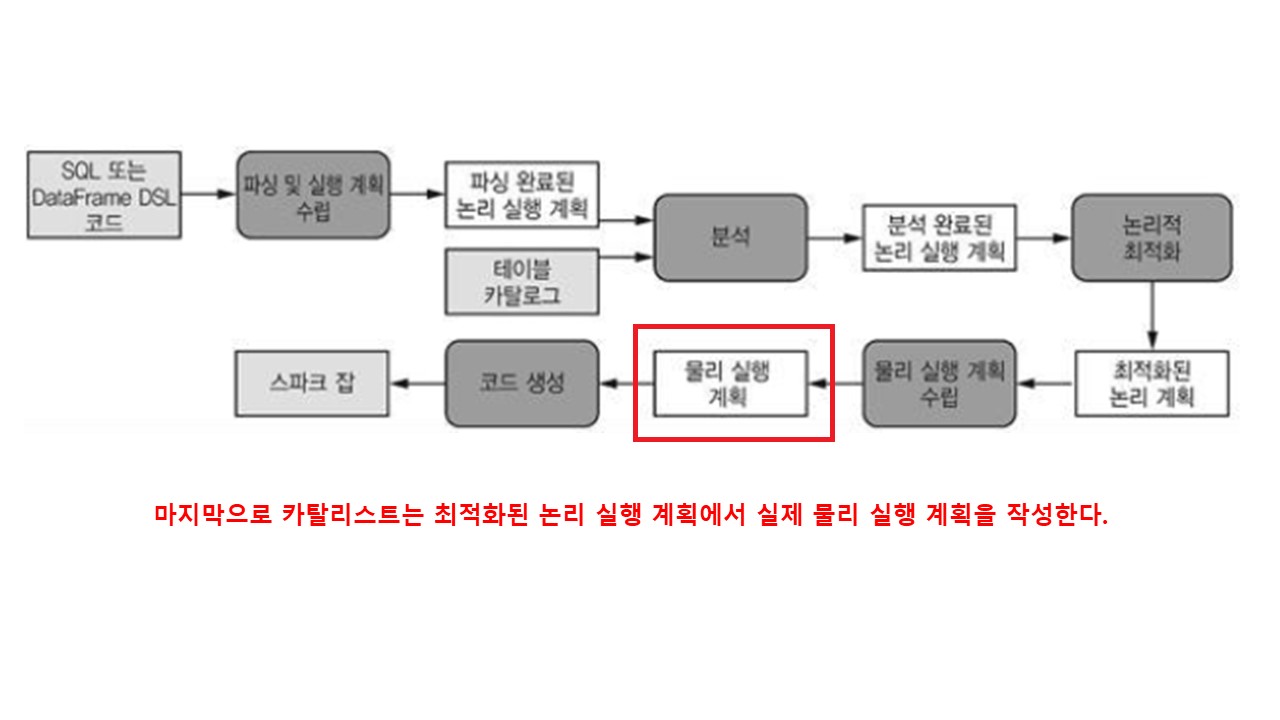 SQL 또는
DataFrame DSL
코드
파싱 및 실행 계획
수립
파싱 완료된
논리 실행 계획
테이블
카탈로그
분석
분석 완료된
논리 실행 계획
논리적
최적화
최적화된
논리 계획
물리 실행 계획
수립
물리 실행
계획
코드 생성
스파크 잡
마지막으로 카탈리스트는 최적화된 논리 실행 계획에서 실제 물리 실행 계획을 작성한다.